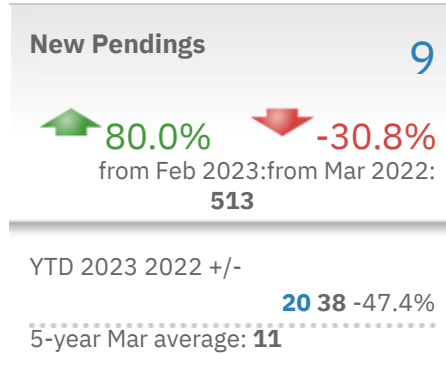 New Pendings 9
80.0% -30.8%
from Feb 2023:from Mar 2022:
513
YTD 2023 2022 +/-
20 38 -47.4%
5-year Mar average: 11